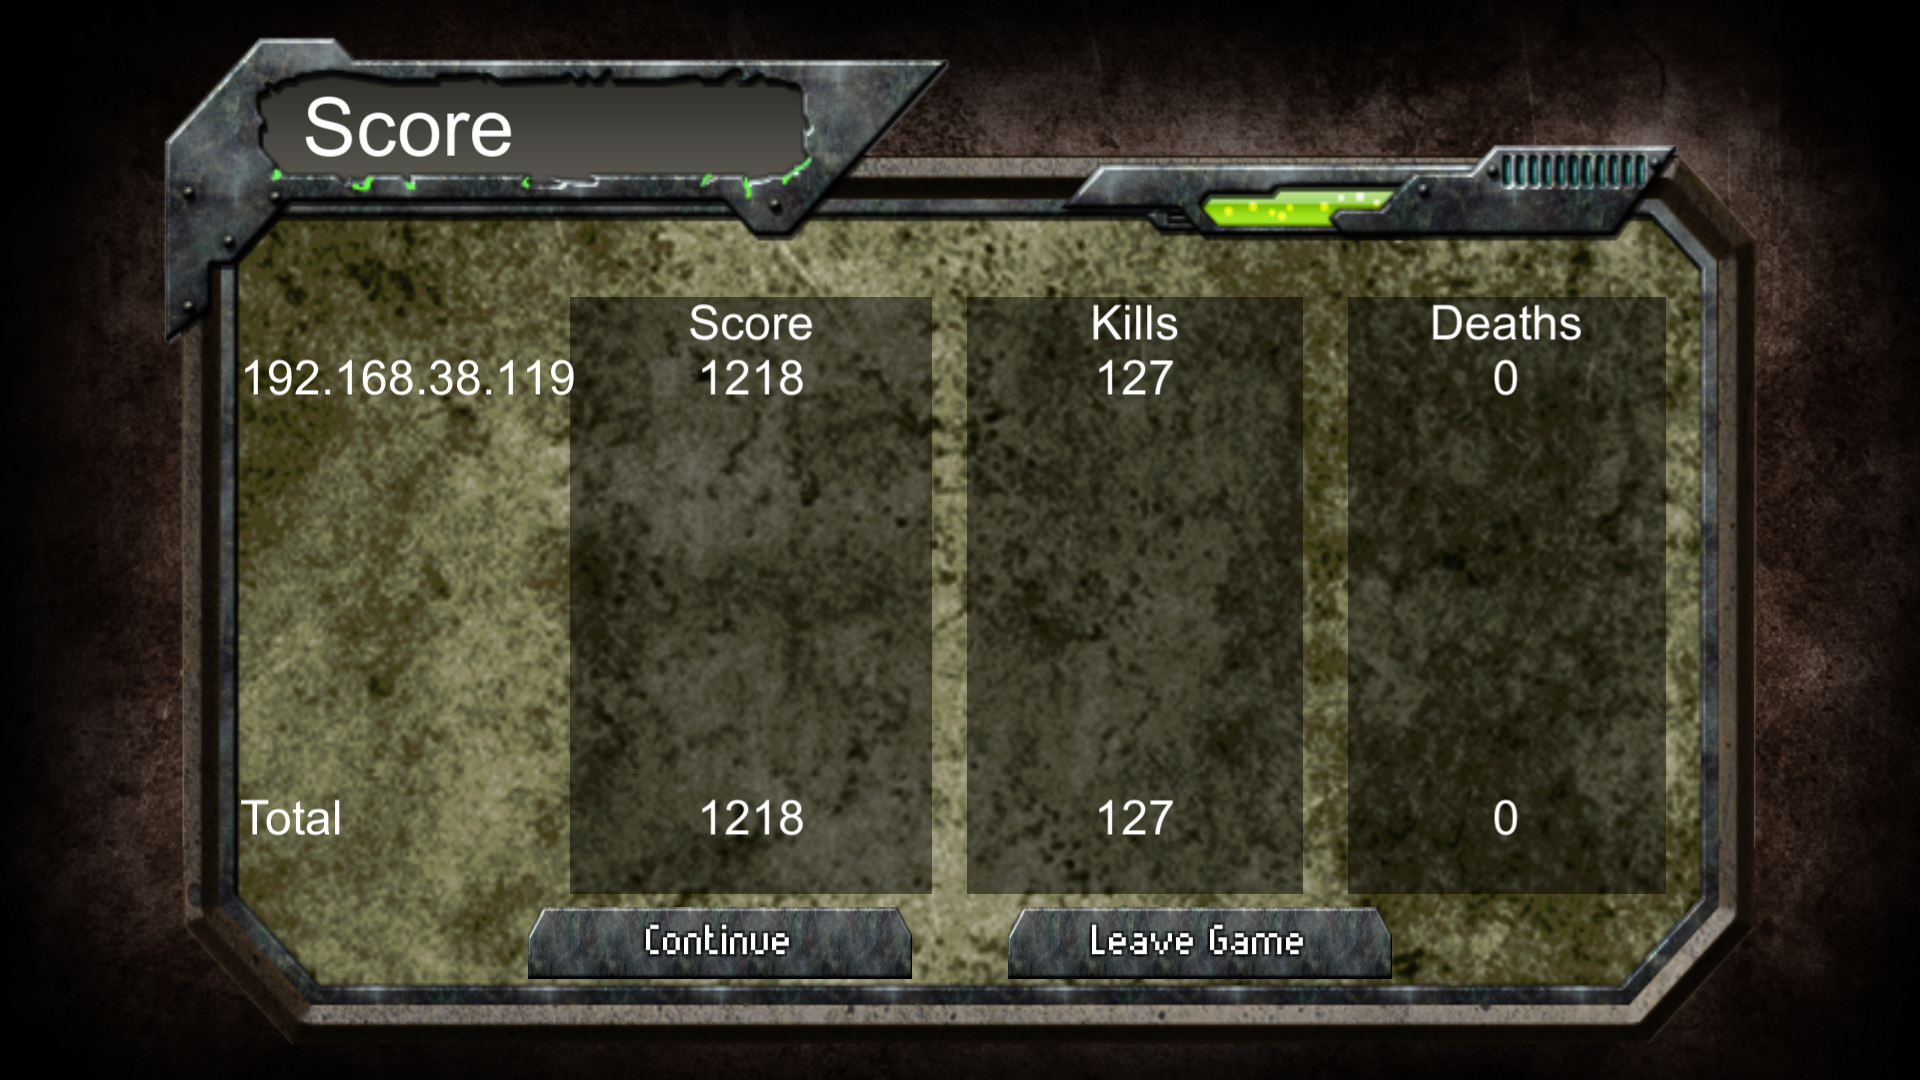 Score
Score Kills Deaths
192.168.38.119 1218 127 0
Total 1218 127 0
Continue Leave Game